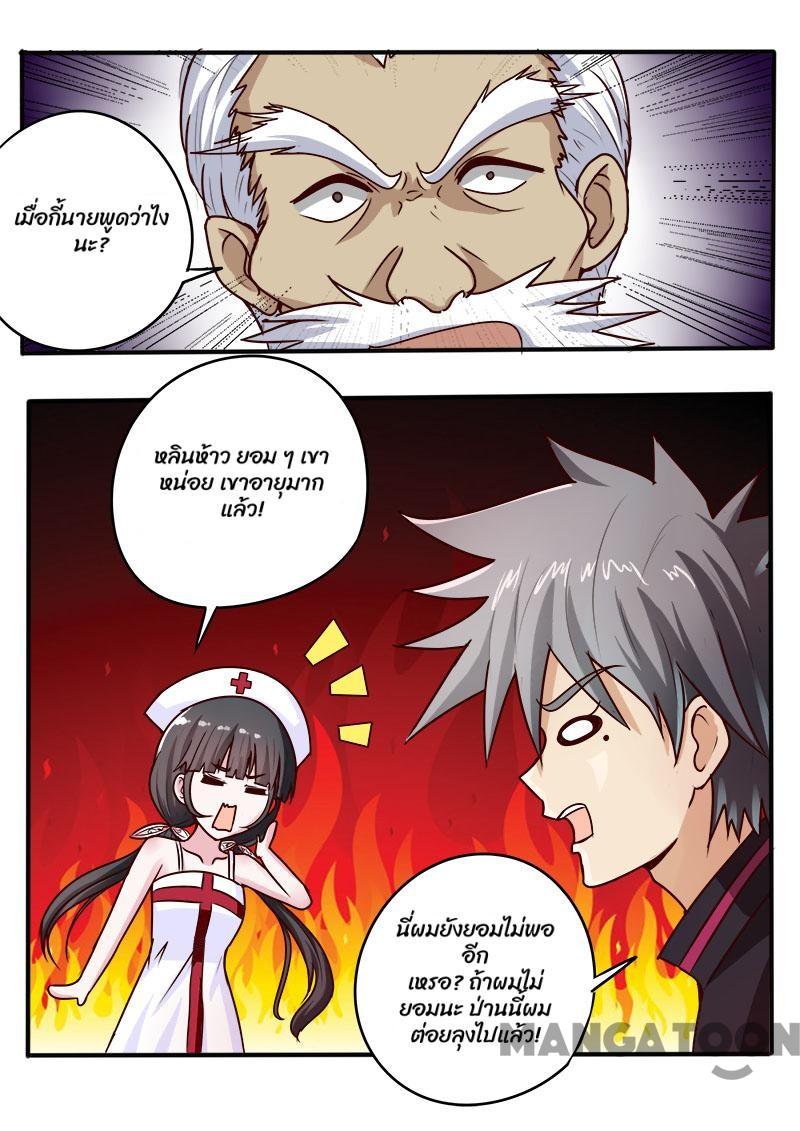 เมื่อกี้นายพูดว่าไง
นะ?
หลินห้าว ยอม ๆ เขา
หน่อย เขาอายุมาก
แล้ว!
นี่ผมยังยอมไม่พอ
อีก
เหรอ? ถ้าผมไม่
ยอมนะ ป่านนี้ผม
ต่อยลุงไปแล้ว!
MANGATOON